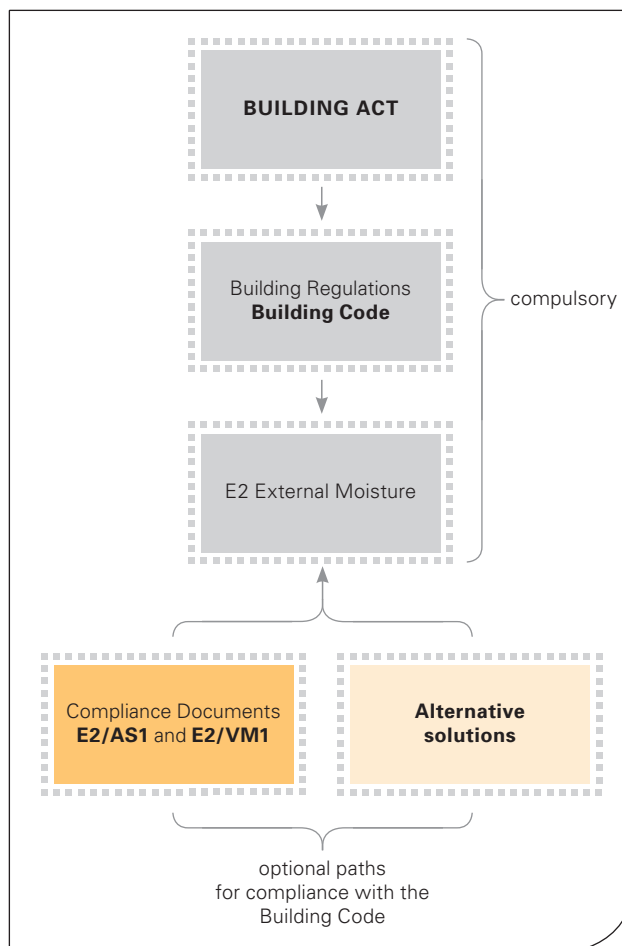 BUILDING ACT
Building Regulations
Building Code
compulsory
E2 External Moisture
Compliance Documents
E2/AS1 and E2/VM1
Alternative
solutions
optional paths
for compliance with the
Building Code